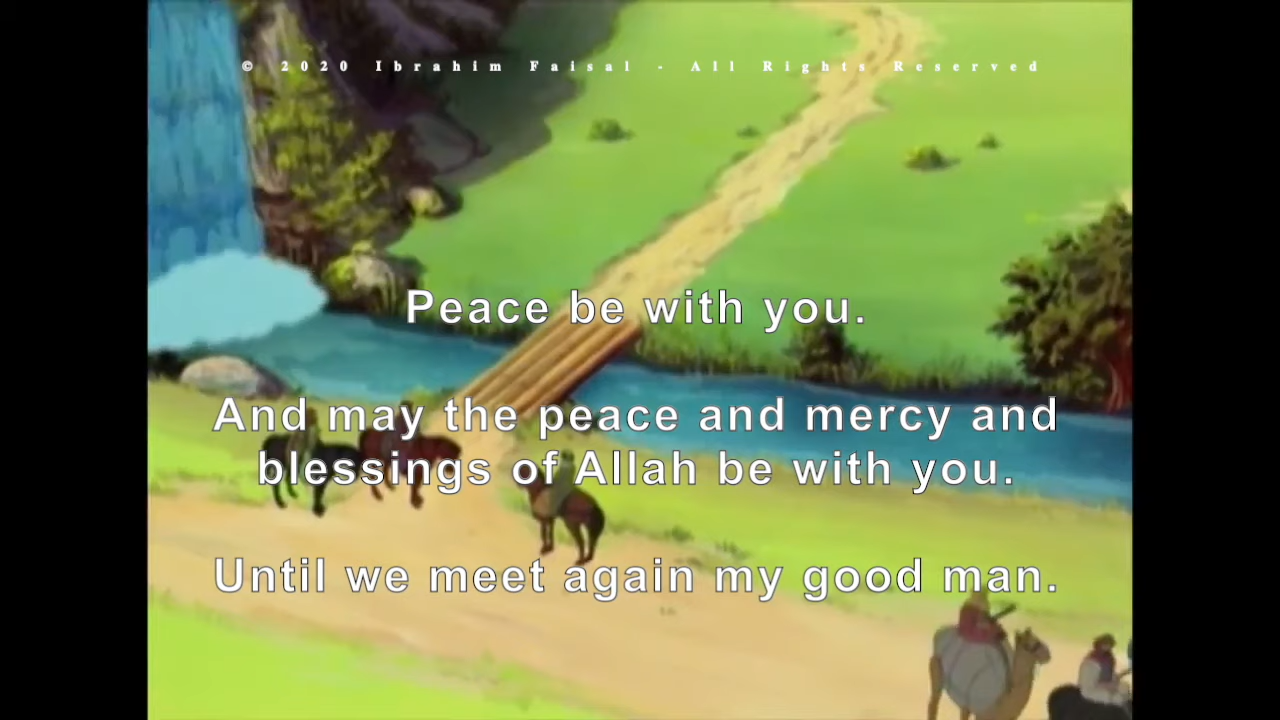 © 2020 Ibrahim Faisal - All Rights Reserved
Peace be with you.
And may the peace and mercy and
blessings of Allah be with you.
Until we meet again my good man.